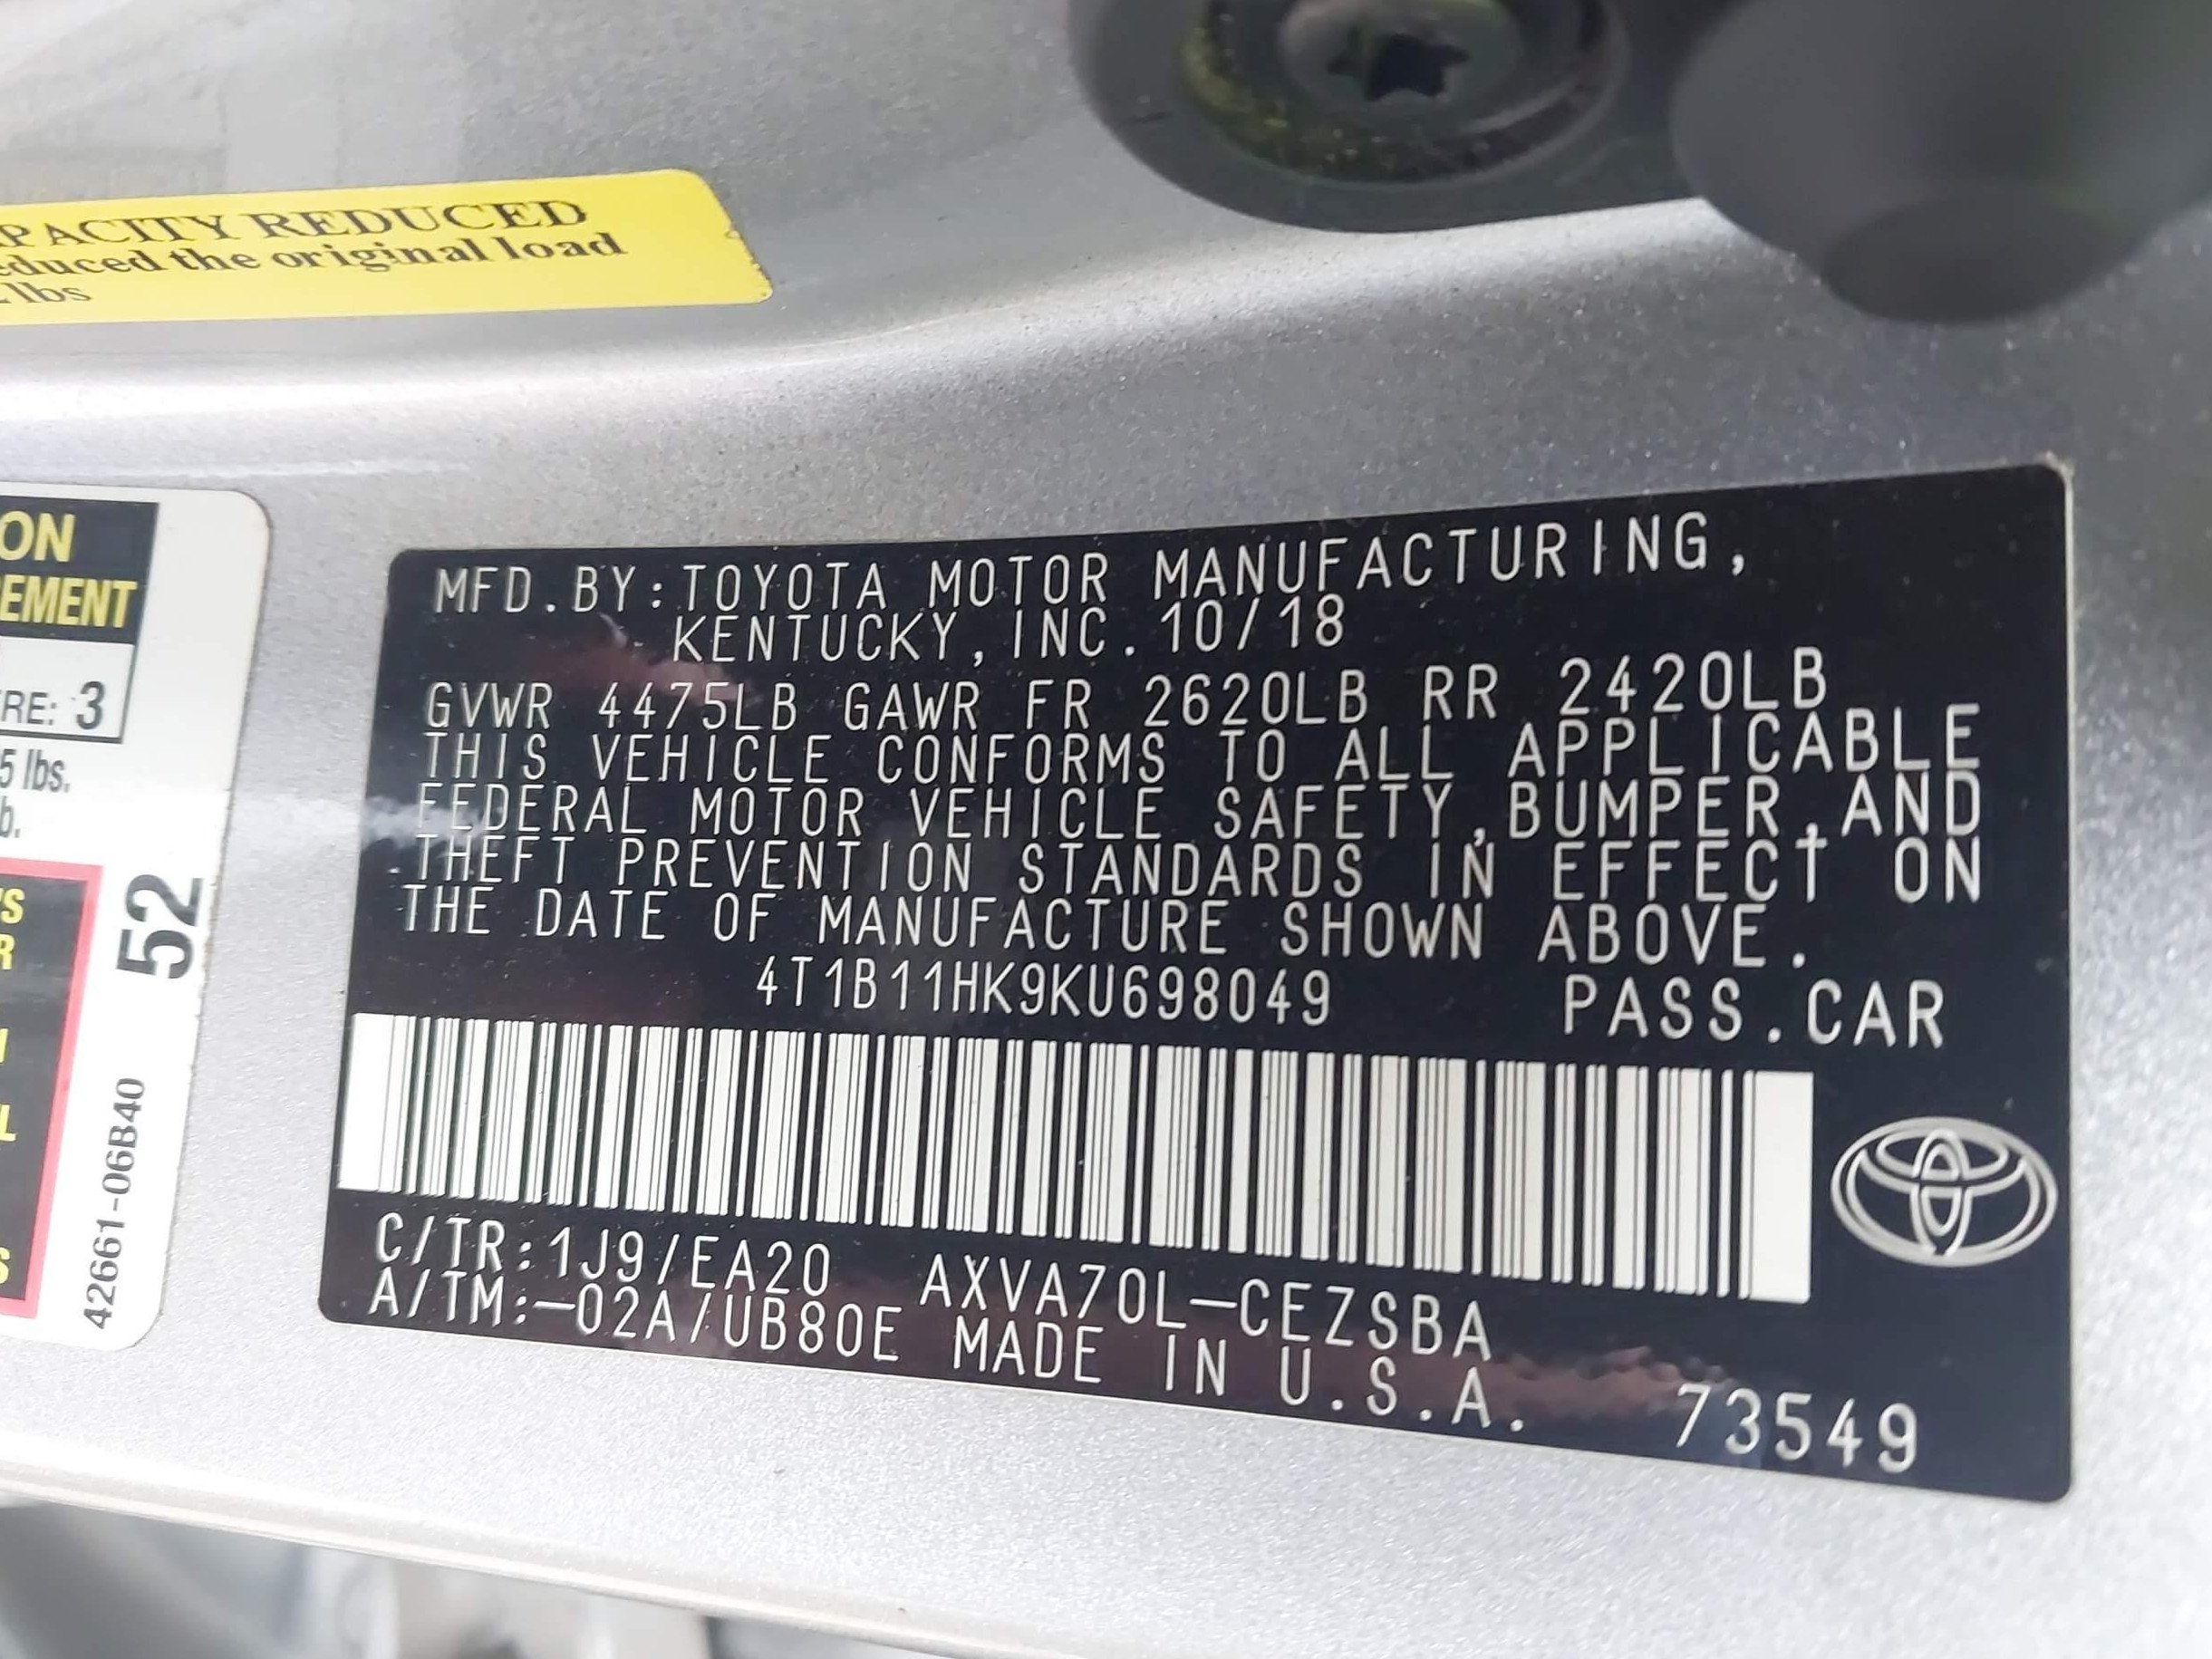 PACITY REDUCED
educed the original load
lbs
ON
EMENT
RE: 3
5 lbs.
b.
'S
R
L
S
52
42661-06B40
MFD.BY:TOYOTA MOTOR MANUFACTURING,
KENTUCKY,INC.10/18
GVWR 4475LB GAWR FR 2620LB RR 2420LB
THIS VEHICLE CONFORMS TO ALL APPLICABLE
FEDERAL MOTOR VEHICLE SAFETY,BUMPER,AND
THEFT PREVENTION STANDARDS IN EFFECT ON
THE DATE OF MANUFACTURE SHOWN ABOVE.
4T1B11HK9KU698049 PASS.CAR
C/TR:1J9/EA20 AXVA70L-CEZSBA
A/TM:-02A/UB80E MADE IN U.S.A. 73549